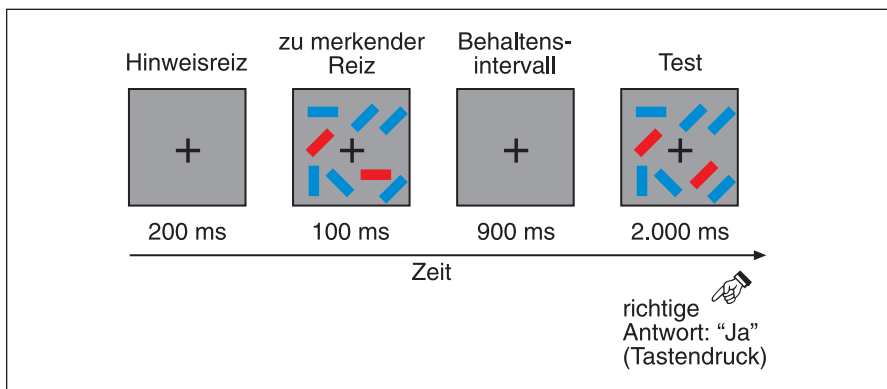 Hinweisreiz
zu merkender
Reiz
Behaltens-
intervall
Test
200 ms
100 ms
900 ms
2.000 ms
Zeit
richtige
Antwort: “Ja”
(Tastendruck)